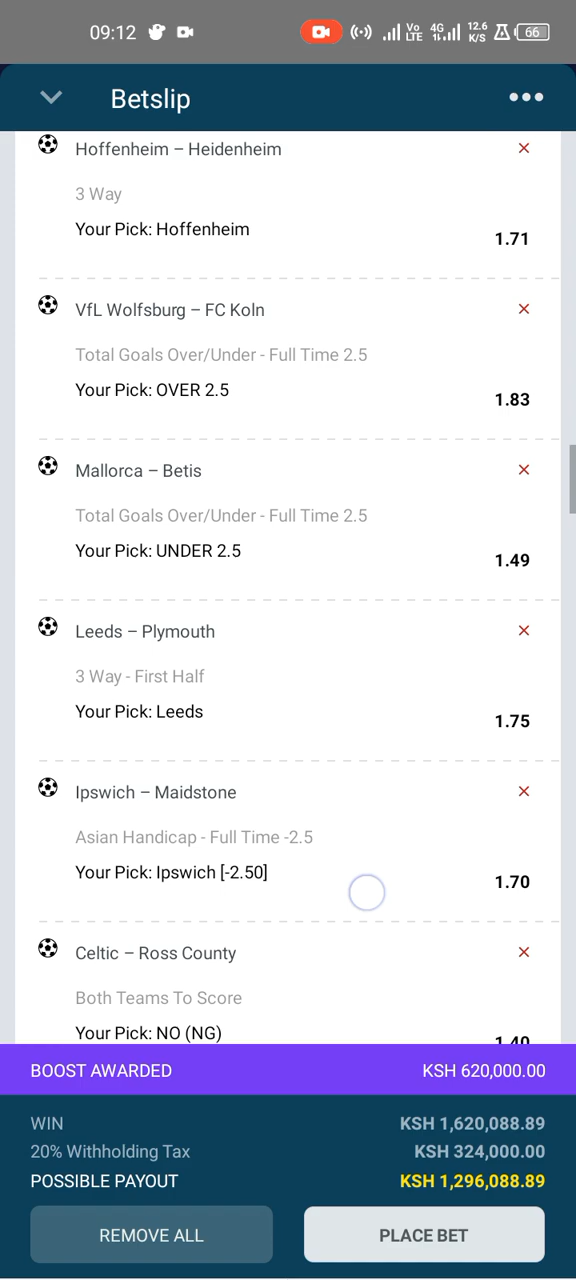 09:12
Vo LTE 4G 12.6 K/S 66
Betslip
Hoffenheim – Heidenheim
3 Way
Your Pick: Hoffenheim
1.71
VfL Wolfsburg – FC Koln
Total Goals Over/Under - Full Time 2.5
Your Pick: OVER 2.5
1.83
Mallorca – Betis
Total Goals Over/Under - Full Time 2.5
Your Pick: UNDER 2.5
1.49
Leeds – Plymouth
3 Way - First Half
Your Pick: Leeds
1.75
Ipswich – Maidstone
Asian Handicap - Full Time -2.5
Your Pick: Ipswich [-2.50]
1.70
Celtic – Ross County
Both Teams To Score
Your Pick: NO (NG)
1.40
BOOST AWARDED KSH 620,000.00
WIN KSH 1,620,088.89
20% Withholding Tax KSH 324,000.00
POSSIBLE PAYOUT KSH 1,296,088.89
REMOVE ALL PLACE BET